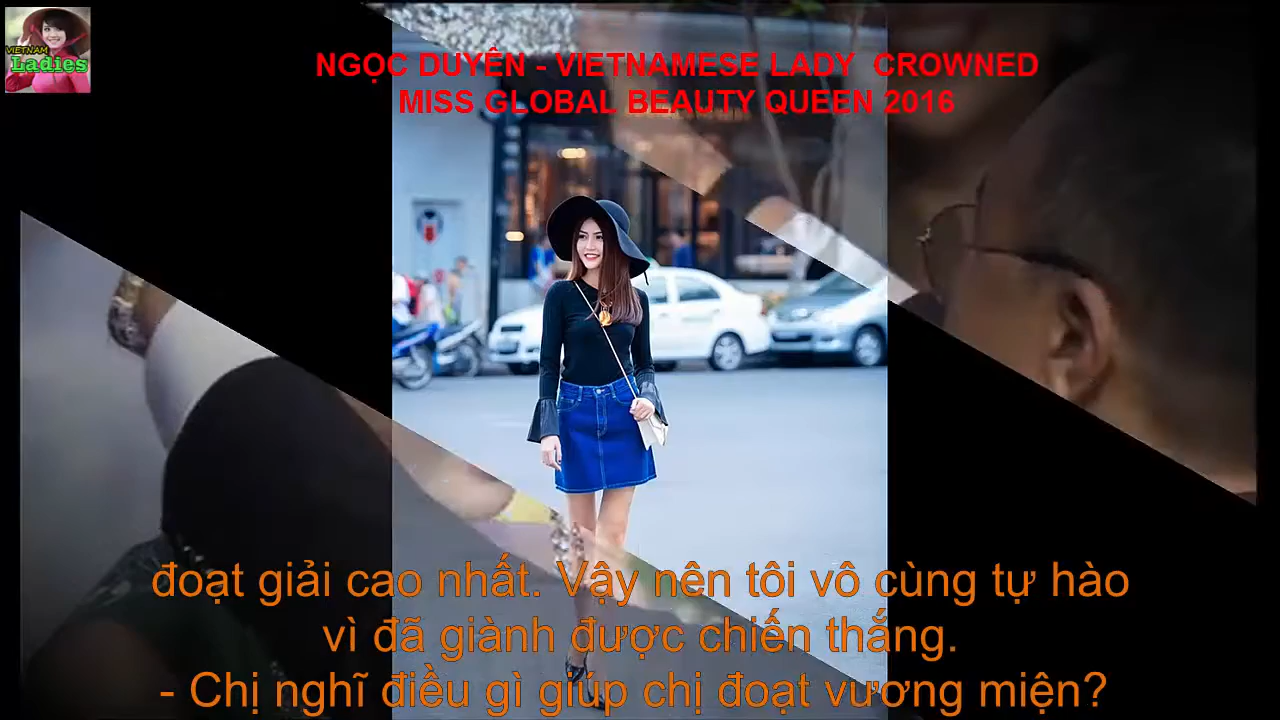 VIETNAM
Ladies
NGỌC DUYÊN - VIETNAMESE LADY CROWNED
MISS GLOBAL BEAUTY QUEEN 2016
đoạt giải cao nhất. Vậy nên tôi vô cùng tự hào
vì đã giành được chiến thắng.
- Chị nghĩ điều gì giúp chị đoạt vương miện?